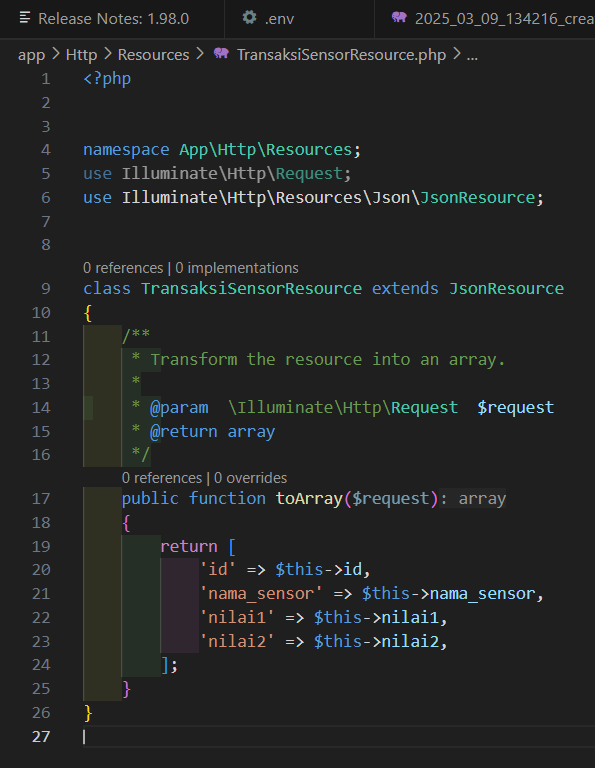 Release Notes: 1.98.0 .env 2025_03_09_134216_crea
app > Http > Resources > TransaksiSensorResource.php > ...
1 <?php
2
3
4 namespace App\Http\Resources;
5 use Illuminate\Http\Request;
6 use Illuminate\Http\Resources\Json\JsonResource;
7
8
0 references | 0 implementations
9 class TransaksiSensorResource extends JsonResource
10 {
11 /**
12 * Transform the resource into an array.
13 *
14 * @param  \Illuminate\Http\Request  $request
15 * @return array
16 */
0 references | 0 overrides
17 public function toArray($request): array
18 {
19 return [
20 'id' => $this->id,
21 'nama_sensor' => $this->nama_sensor,
22 'nilai1' => $this->nilai1,
23 'nilai2' => $this->nilai2,
24 ];
25 }
26 }
27